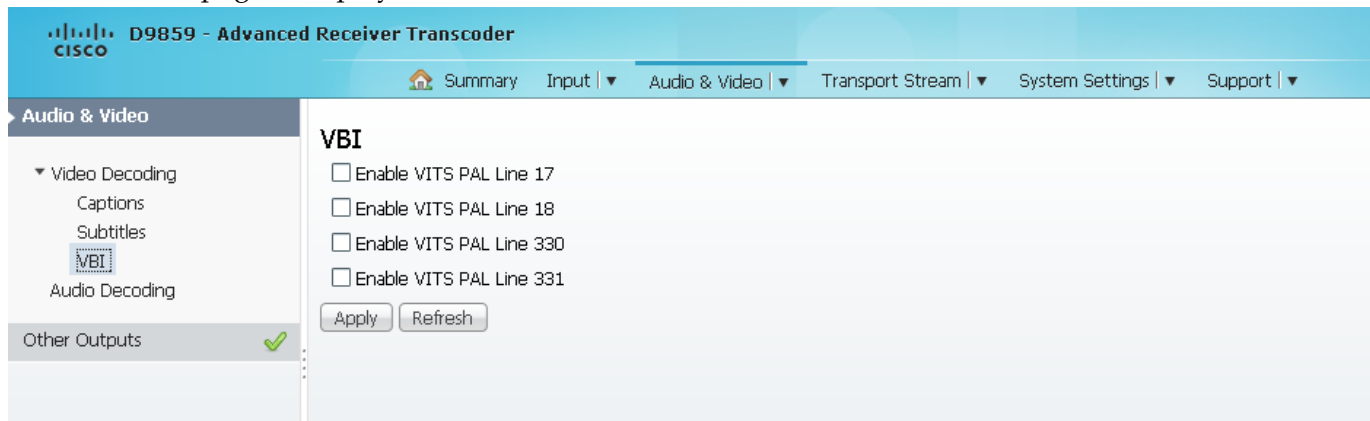 CISCO D9859 - Advanced Receiver Transcoder
Summary Input Audio & Video Transport Stream System Settings Support
Audio & Video
Video Decoding
Captions
Subtitles
VBI
Audio Decoding
Other Outputs
VBI
Enable VITS PAL Line 17
Enable VITS PAL Line 18
Enable VITS PAL Line 330
Enable VITS PAL Line 331
Apply Refresh